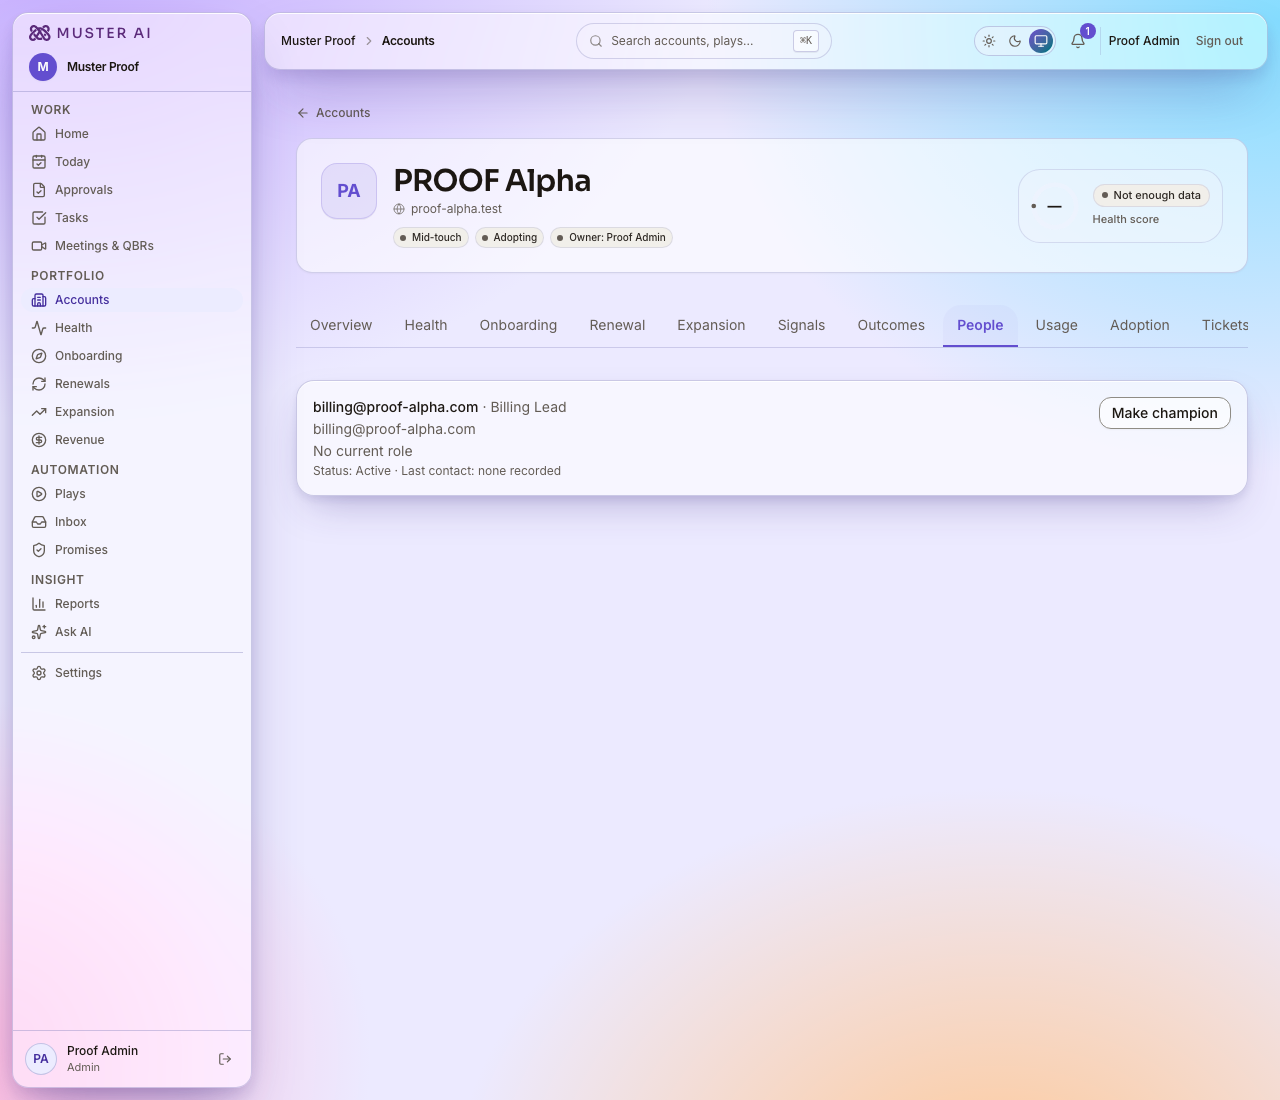 MUSTER AI
M Muster Proof
WORK
Home
Today
Approvals
Tasks
Meetings & QBRs
PORTFOLIO
Accounts
Health
Onboarding
Renewals
Expansion
Revenue
AUTOMATION
Plays
Inbox
Promises
INSIGHT
Reports
Ask AI
Settings
PA
Proof Admin
Admin
Muster Proof > Accounts
Search accounts, plays... ⌘K
1
Proof Admin
Sign out
← Accounts
PA
PROOF Alpha
proof-alpha.test
Mid-touch Adopting Owner: Proof Admin
—
Not enough data
Health score
Overview Health Onboarding Renewal Expansion Signals Outcomes People Usage Adoption Tickets
billing@proof-alpha.com · Billing Lead
billing@proof-alpha.com
No current role
Status: Active · Last contact: none recorded
Make champion